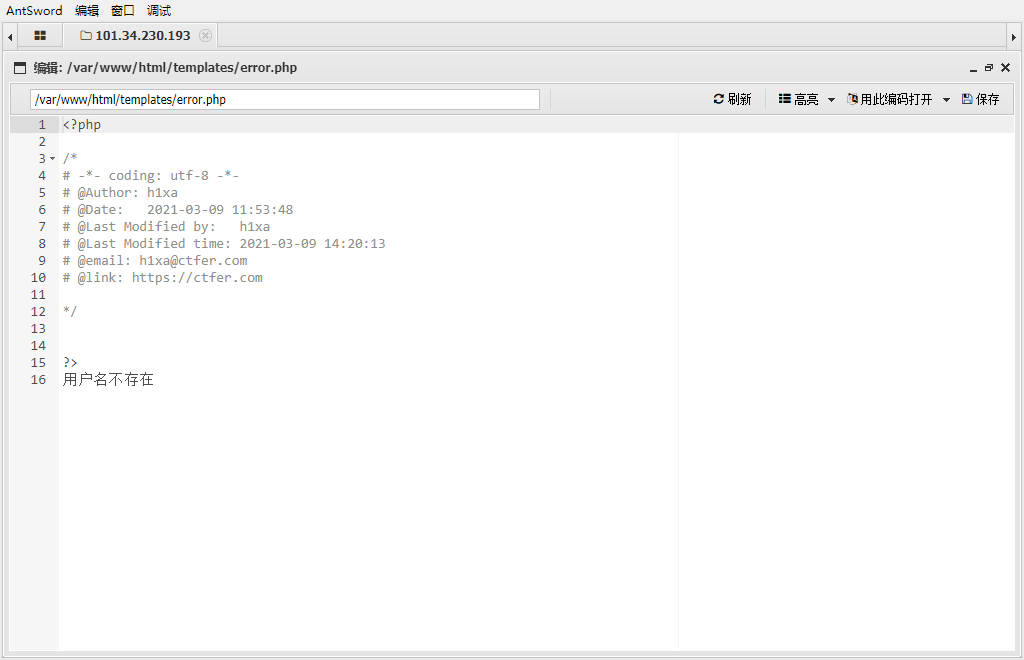 AntSword 编辑 窗口 调试
101.34.230.193
编辑: /var/www/html/templates/error.php
/var/www/html/templates/error.php 刷新 高亮 用此编码打开 保存
1 <?php
2
3 /*
4 # -*- coding: utf-8 -*-
5 # @Author: h1xa
6 # @Date:   2021-03-09 11:53:48
7 # @Last Modified by:   h1xa
8 # @Last Modified time: 2021-03-09 14:20:13
9 # @email: h1xa@ctfer.com
10 # @link: https://ctfer.com
11
12 */
13
14
15 ?>
16 用户名不存在